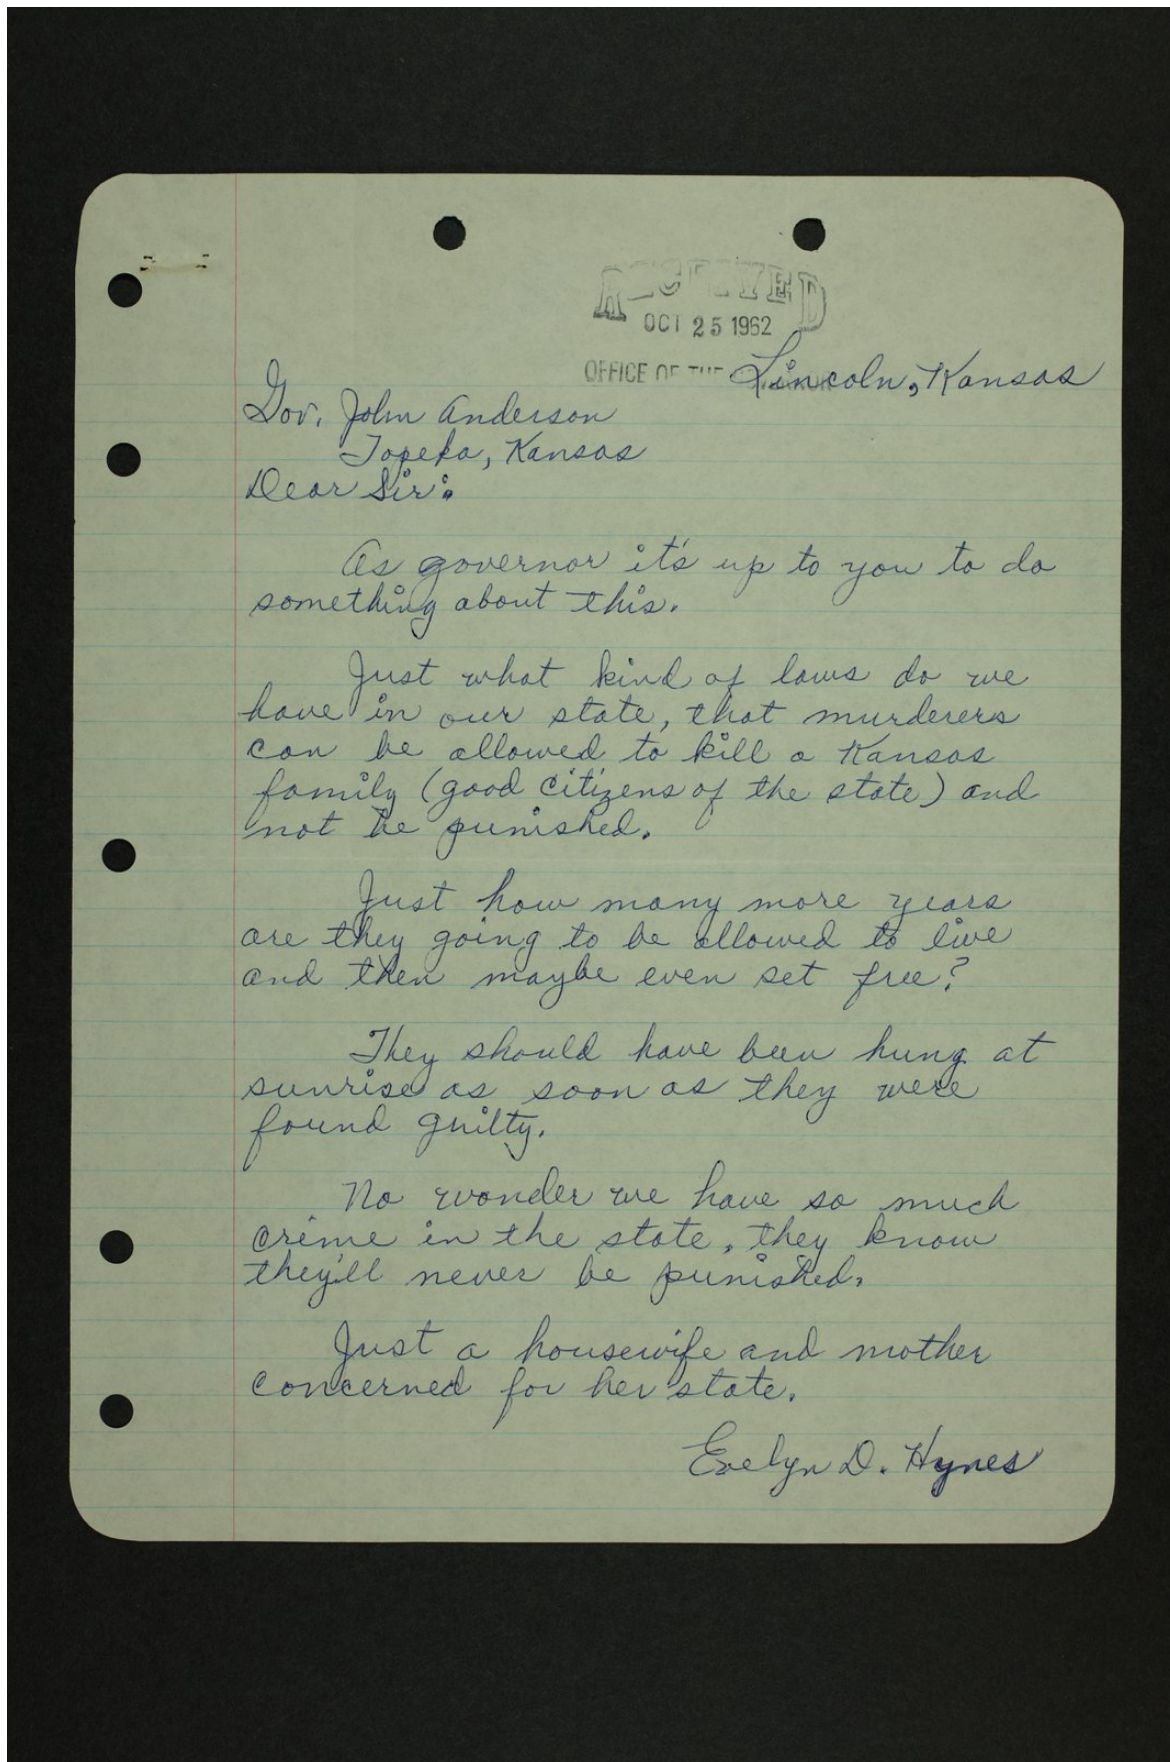 RECEIVED
OCT 25 1962
OFFICE OF THE
Lincoln, Kansas
Gov. John Anderson
Topeka, Kansas
Dear Sir:
As governor it's up to you to do
something about this.
Just what kind of laws do we
have in our state, that murderers
can be allowed to kill a Kansas
family (good citizens of the state) and
not be punished.
Just how many more years
are they going to be allowed to live
and then maybe even set free?
They should have been hung at
sunrise as soon as they were
found guilty.
No wonder we have so much
crime in the state, they know
they'll never be punished.
Just a housewife and mother
concerned for her state.
Evelyn D. Hynes